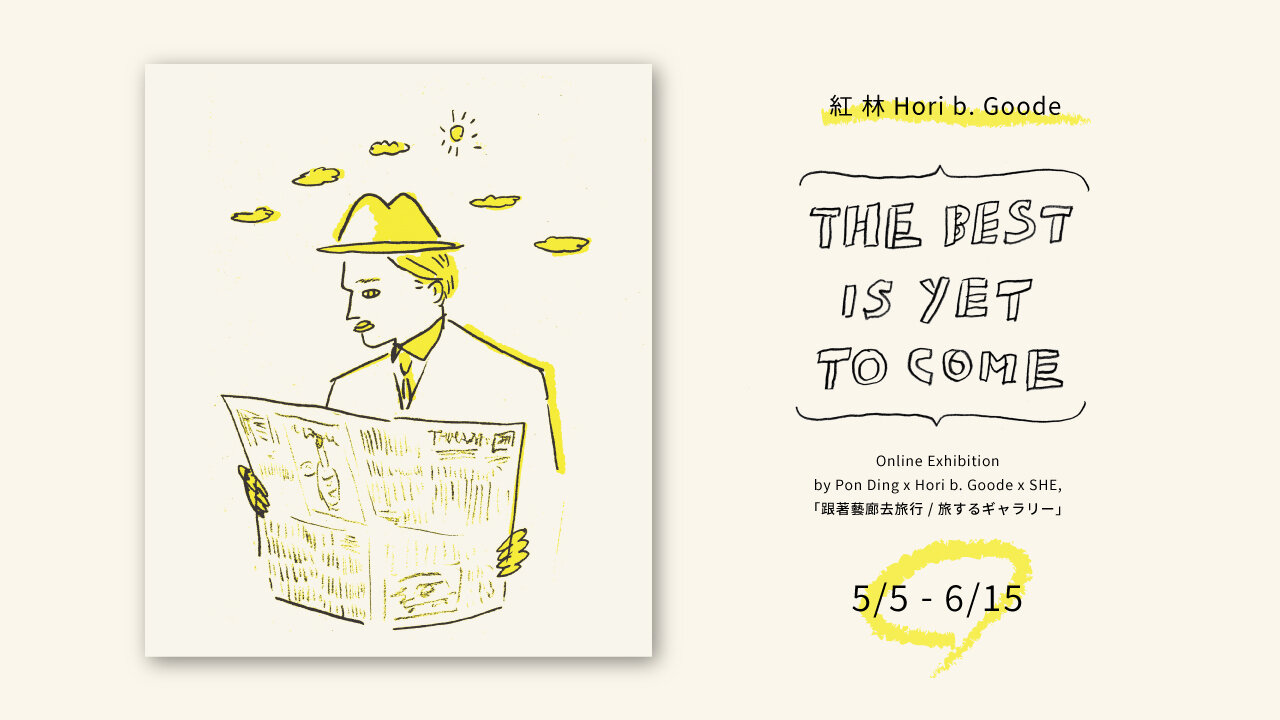 紅 林 Hori b. Goode
THE BEST
IS YET
TO COME
Online Exhibition
by Pon Ding x Hori b. Goode x SHE,
「跟著藝廊去旅行 / 旅するギャラリー」
5/5 - 6/15